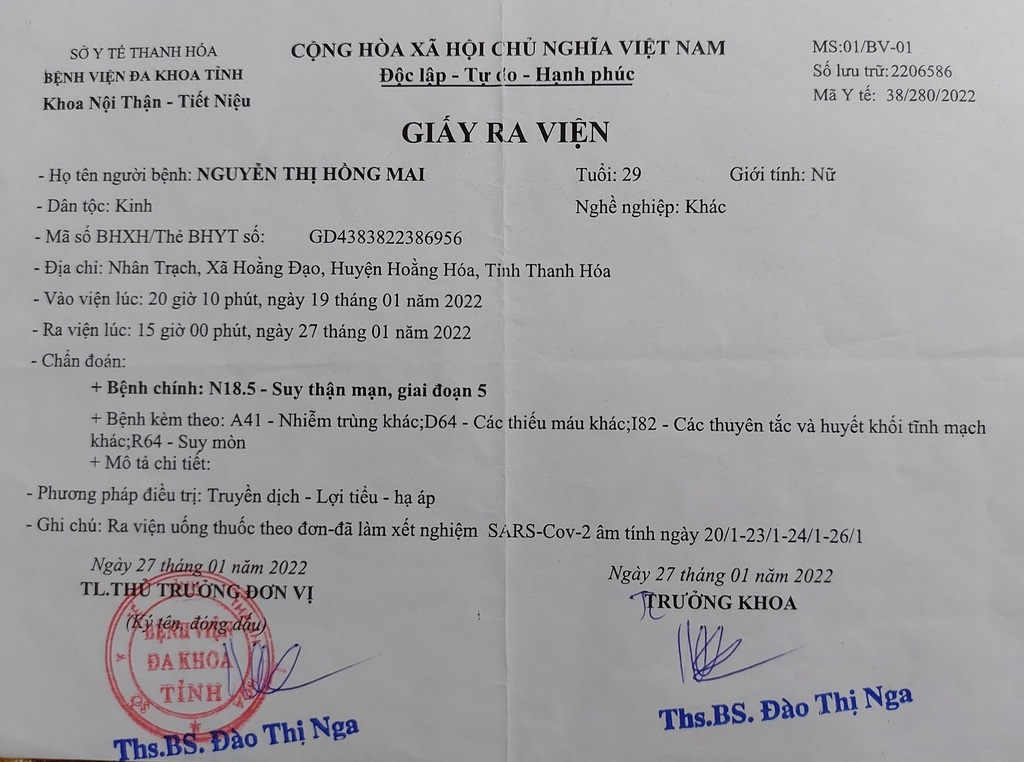 SỞ Y TẾ THANH HÓA
BỆNH VIỆN ĐA KHOA TỈNH
Khoa Nội Thận - Tiết Niệu
CỘNG HÒA XÃ HỘI CHỦ NGHĨA VIỆT NAM
Độc lập - Tự do - Hạnh phúc
MS:01/BV-01
Số lưu trữ:2206586
Mã Y tế: 38/280/2022
GIẤY RA VIỆN
- Họ tên người bệnh: NGUYỄN THỊ HỒNG MAI Tuổi: 29 Giới tính: Nữ
- Dân tộc: Kinh Nghề nghiệp: Khác
- Mã số BHXH/Thẻ BHYT số: GD4383822386956
- Địa chỉ: Nhân Trạch, Xã Hoằng Đạo, Huyện Hoằng Hóa, Tỉnh Thanh Hóa
- Vào viện lúc: 20 giờ 10 phút, ngày 19 tháng 01 năm 2022
- Ra viện lúc: 15 giờ 00 phút, ngày 27 tháng 01 năm 2022
- Chẩn đoán:
+ Bệnh chính: N18.5 - Suy thận mạn, giai đoạn 5
+ Bệnh kèm theo: A41 - Nhiễm trùng khác;D64 - Các thiếu máu khác;I82 - Các thuyên tắc và huyết khối tĩnh mạch
khác;R64 - Suy mòn
+ Mô tả chi tiết:
- Phương pháp điều trị: Truyền dịch - Lợi tiểu - hạ áp
- Ghi chú: Ra viện uống thuốc theo đơn-đã làm xét nghiệm SARS-Cov-2 âm tính ngày 20/1-23/1-24/1-26/1
Ngày 27 tháng 01 năm 2022
TL.THỦ TRƯỞNG ĐƠN VỊ
(Ký tên, đóng dấu)
BỆNH VIỆN
ĐA KHOA
TỈNH
Ths.BS. Đào Thị Nga
Ngày 27 tháng 01 năm 2022
TRƯỞNG KHOA
Ths.BS. Đào Thị Nga